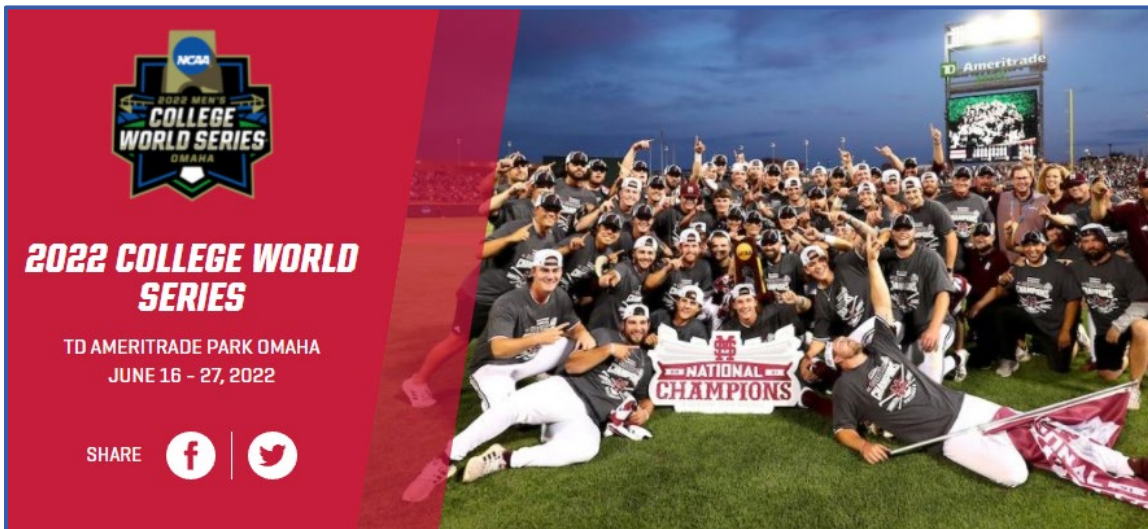 NCAA
2022 MEN'S
COLLEGE
WORLD SERIES
OMAHA
2022 COLLEGE WORLD
SERIES
TD AMERITRADE PARK OMAHA
JUNE 16 - 27, 2022
SHARE
TD Ameritrade
NATIONAL
CHAMPIONS